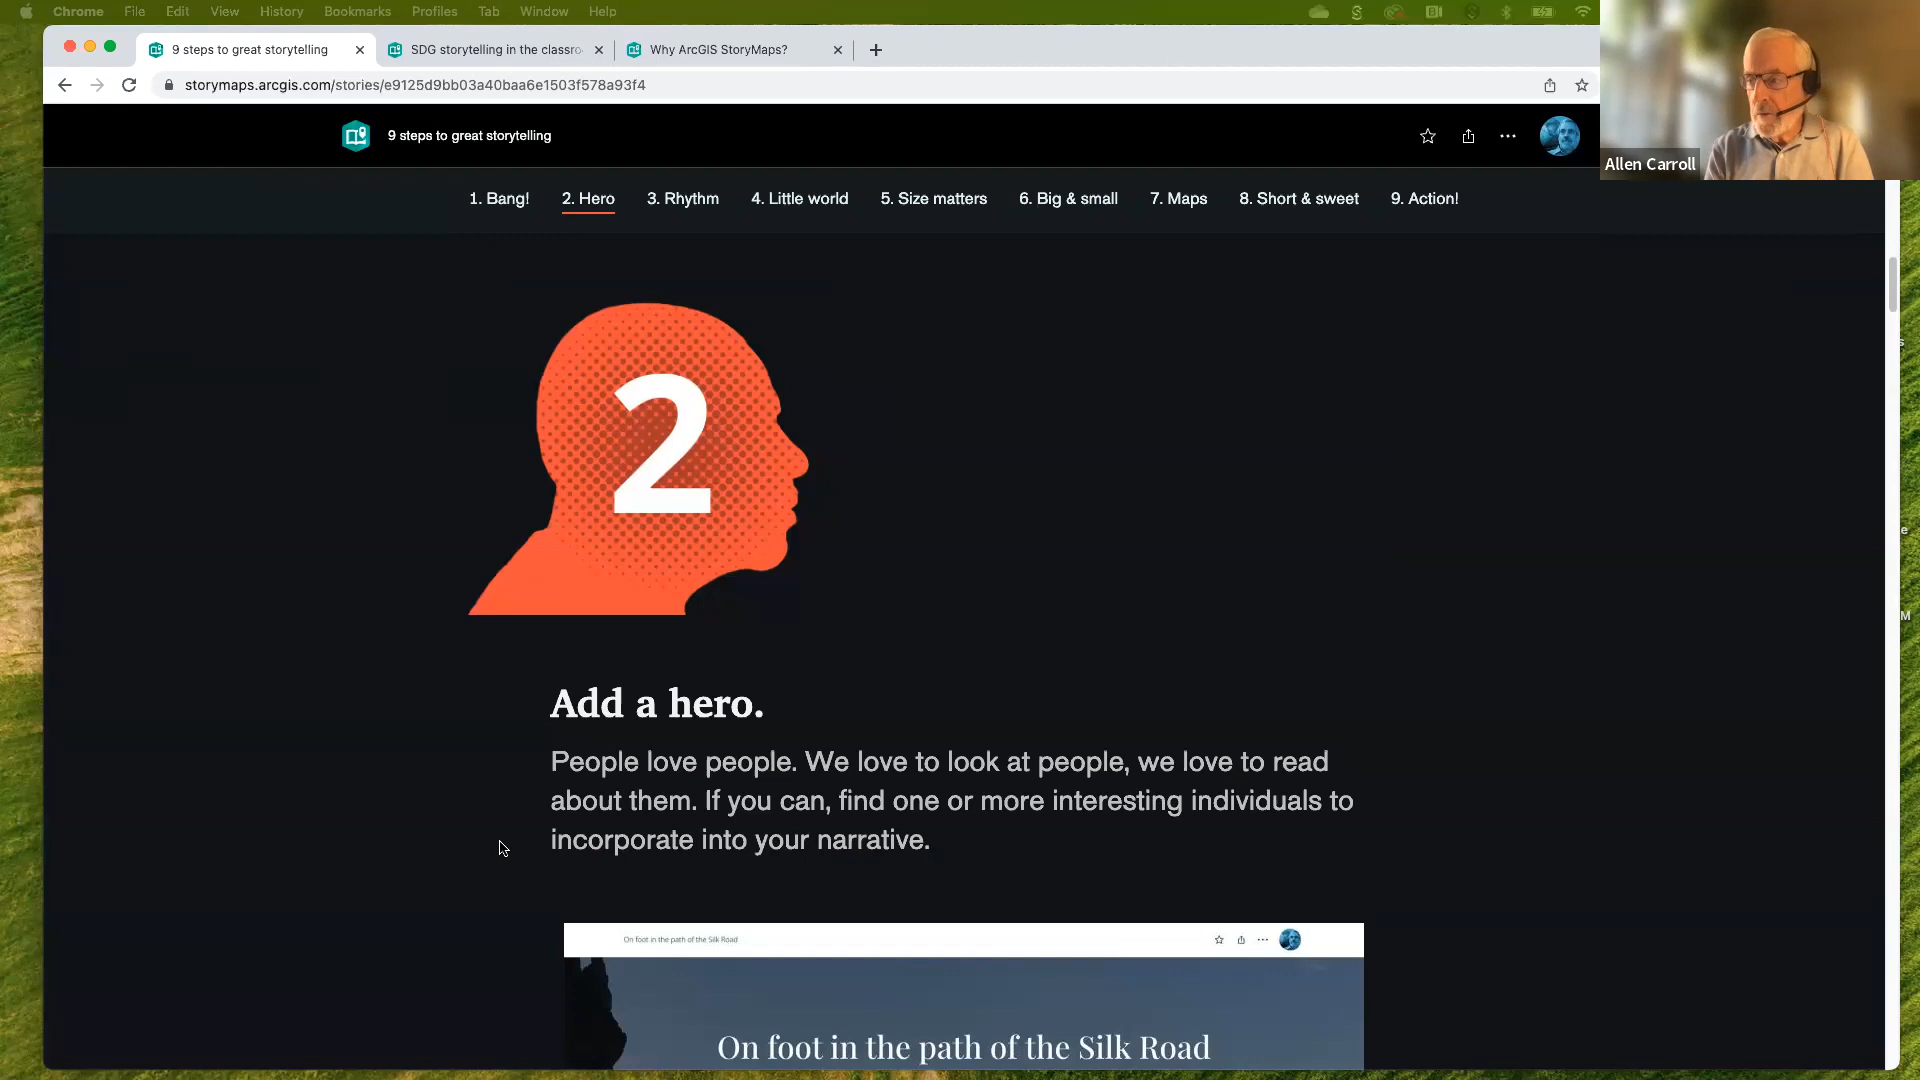 Chrome File Edit View History Bookmarks Profiles Tab Window Help
9 steps to great storytelling
SDG storytelling in the classro
Why ArcGIS StoryMaps?
storymaps.arcgis.com/stories/e9125d9bb03a40baa6e1503f578a93f4
Allen Carroll
9 steps to great storytelling
1. Bang! 2. Hero 3. Rhythm 4. Little world 5. Size matters 6. Big & small 7. Maps 8. Short & sweet 9. Action!
2
Add a hero.
People love people. We love to look at people, we love to read
about them. If you can, find one or more interesting individuals to
incorporate into your narrative.
On foot in the path of the Silk Road
On foot in the path of the Silk Road